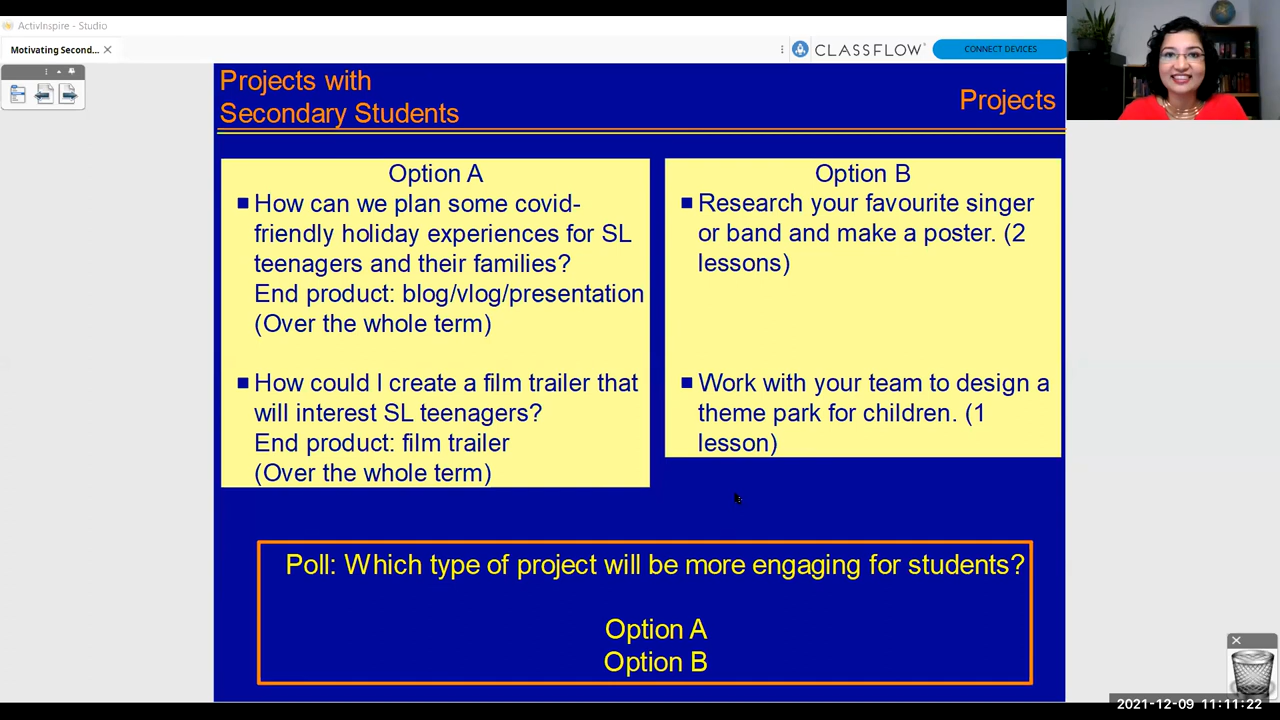 ActivInspire - Studio
Motivating Second...
CLASSFLOW
CONNECT DEVICES
Projects with
Secondary Students
Projects
Option A
How can we plan some covid-
friendly holiday experiences for SL
teenagers and their families?
End product: blog/vlog/presentation
(Over the whole term)
How could I create a film trailer that
will interest SL teenagers?
End product: film trailer
(Over the whole term)
Option B
Research your favourite singer
or band and make a poster. (2
lessons)
Work with your team to design a
theme park for children. (1
lesson)
Poll: Which type of project will be more engaging for students?
Option A
Option B
2021-12-09 11:11:22